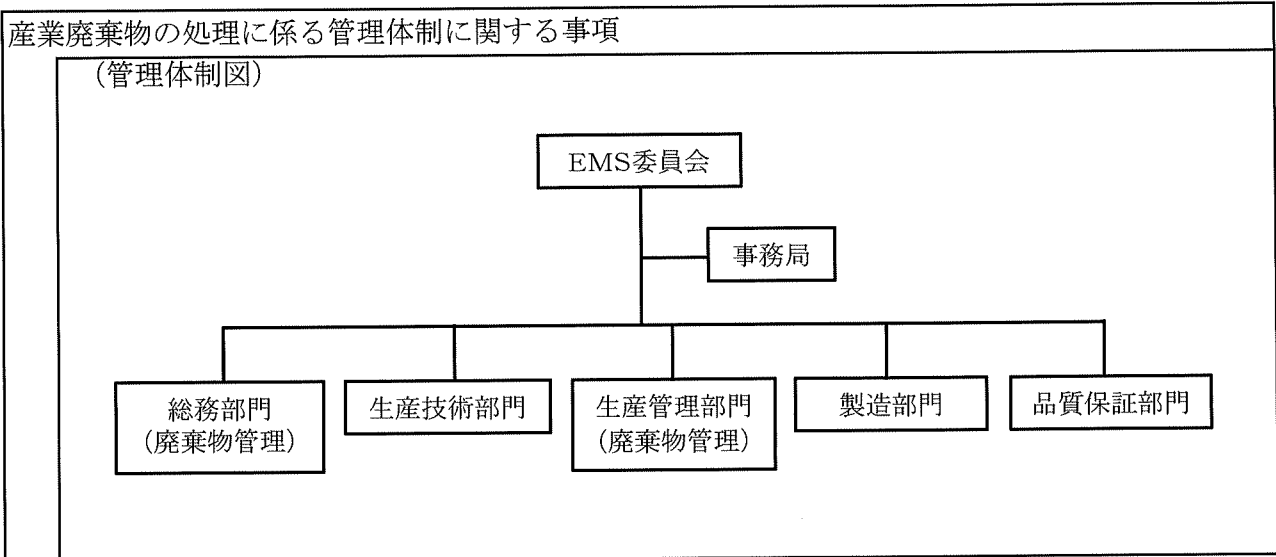 産業廃棄物の処理に係る管理体制に関する事項
（管理体制図）
EMS委員会
事務局
総務部門
（廃棄物管理）
生産技術部門
生産管理部門
（廃棄物管理）
製造部門
品質保証部門